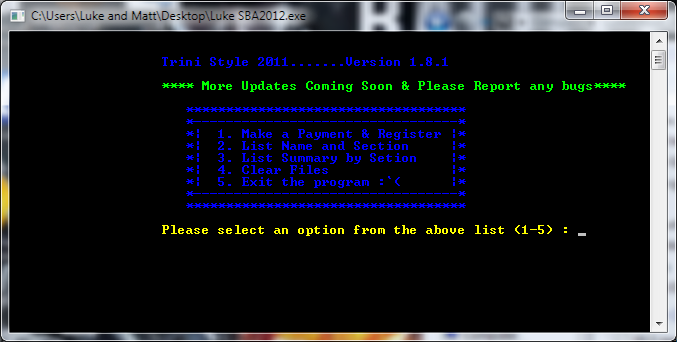 C:\Users\Luke and Matt\Desktop\Luke SBA2012.exe
Trini Style 2011.......Version 1.8.1
**** More Updates Coming Soon & Please Report any bugs****
***********************************
*---------------------------------*
*|  1. Make a Payment & Register |*
*|  2. List Name and Section     |*
*|  3. List Summary by Setion    |*
*|  4. Clear Files               |*
*|  5. Exit the program :`(      |*
*---------------------------------*
***********************************
Please select an option from the above list (1-5) : _